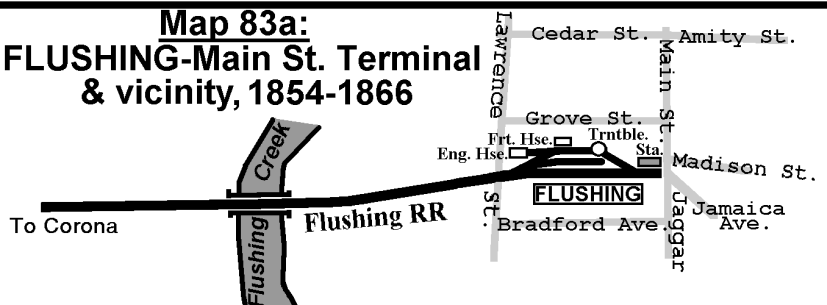 Map 83a:
FLUSHING-Main St. Terminal
& vicinity, 1854-1866
Lawrence St.
Cedar St.
Main St.
Amity St.
Grove St.
Frt. Hse.
Trntble.
Eng. Hse.
Sta.
Madison St.
FLUSHING
Jamaica
Ave.
Bradford Ave.
Jaggar
Flushing RR
Flushing Creek
To Corona